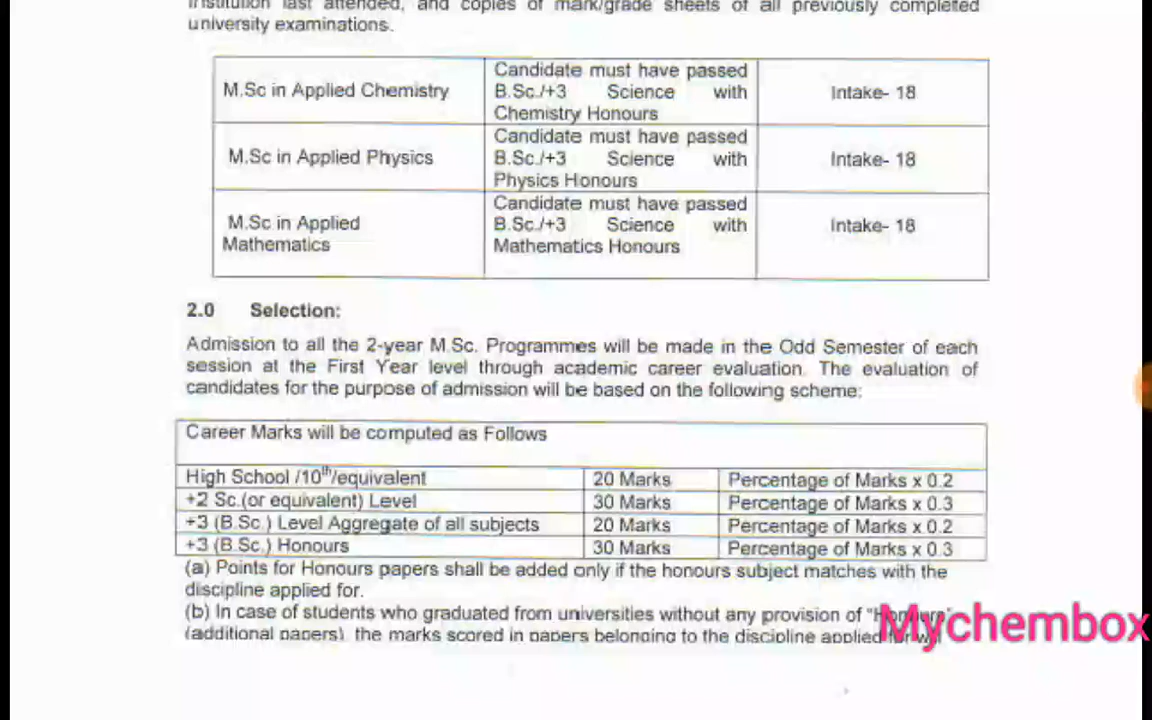 institution last attended, and copies of mark/grade sheets of all previously completed
university examinations.
M.Sc in Applied Chemistry
Candidate must have passed
B.Sc./+3 Science with
Chemistry Honours
Intake- 18
M.Sc in Applied Physics
Candidate must have passed
B.Sc./+3 Science with
Physics Honours
Intake- 18
M.Sc in Applied
Mathematics
Candidate must have passed
B.Sc./+3 Science with
Mathematics Honours
Intake- 18
2.0 Selection:
Admission to all the 2-year M.Sc. Programmes will be made in the Odd Semester of each
session at the First Year level through academic career evaluation. The evaluation of
candidates for the purpose of admission will be based on the following scheme:
Career Marks will be computed as Follows
High School /10th/equivalent 20 Marks Percentage of Marks x 0.2
+2 Sc.(or equivalent) Level 30 Marks Percentage of Marks x 0.3
+3 (B.Sc.) Level Aggregate of all subjects 20 Marks Percentage of Marks x 0.2
+3 (B.Sc.) Honours 30 Marks Percentage of Marks x 0.3
(a) Points for Honours papers shall be added only if the honours subject matches with the
discipline applied for.
(b) In case of students who graduated from universities without any provision of "Honours"
(additional papers), the marks scored in papers belonging to the discipline applied for will
Mychembox